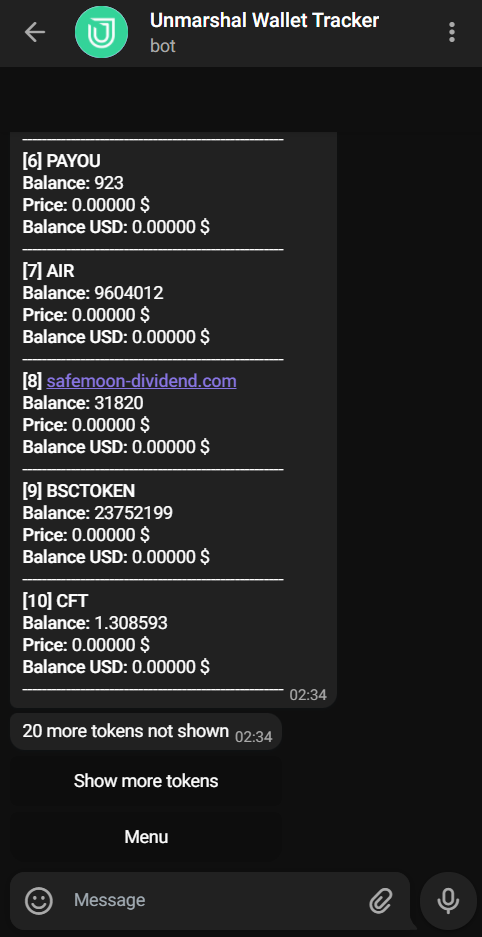 Unmarshal Wallet Tracker
bot
[6] PAYOU
Balance: 923
Price: 0.00000 $
Balance USD: 0.00000 $
[7] AIR
Balance: 9604012
Price: 0.00000 $
Balance USD: 0.00000 $
[8] safemoon-dividend.com
Balance: 31820
Price: 0.00000 $
Balance USD: 0.00000 $
[9] BSCTOKEN
Balance: 23752199
Price: 0.00000 $
Balance USD: 0.00000 $
[10] CFT
Balance: 1.308593
Price: 0.00000 $
Balance USD: 0.00000 $
02:34
20 more tokens not shown 02:34
Show more tokens
Menu
Message